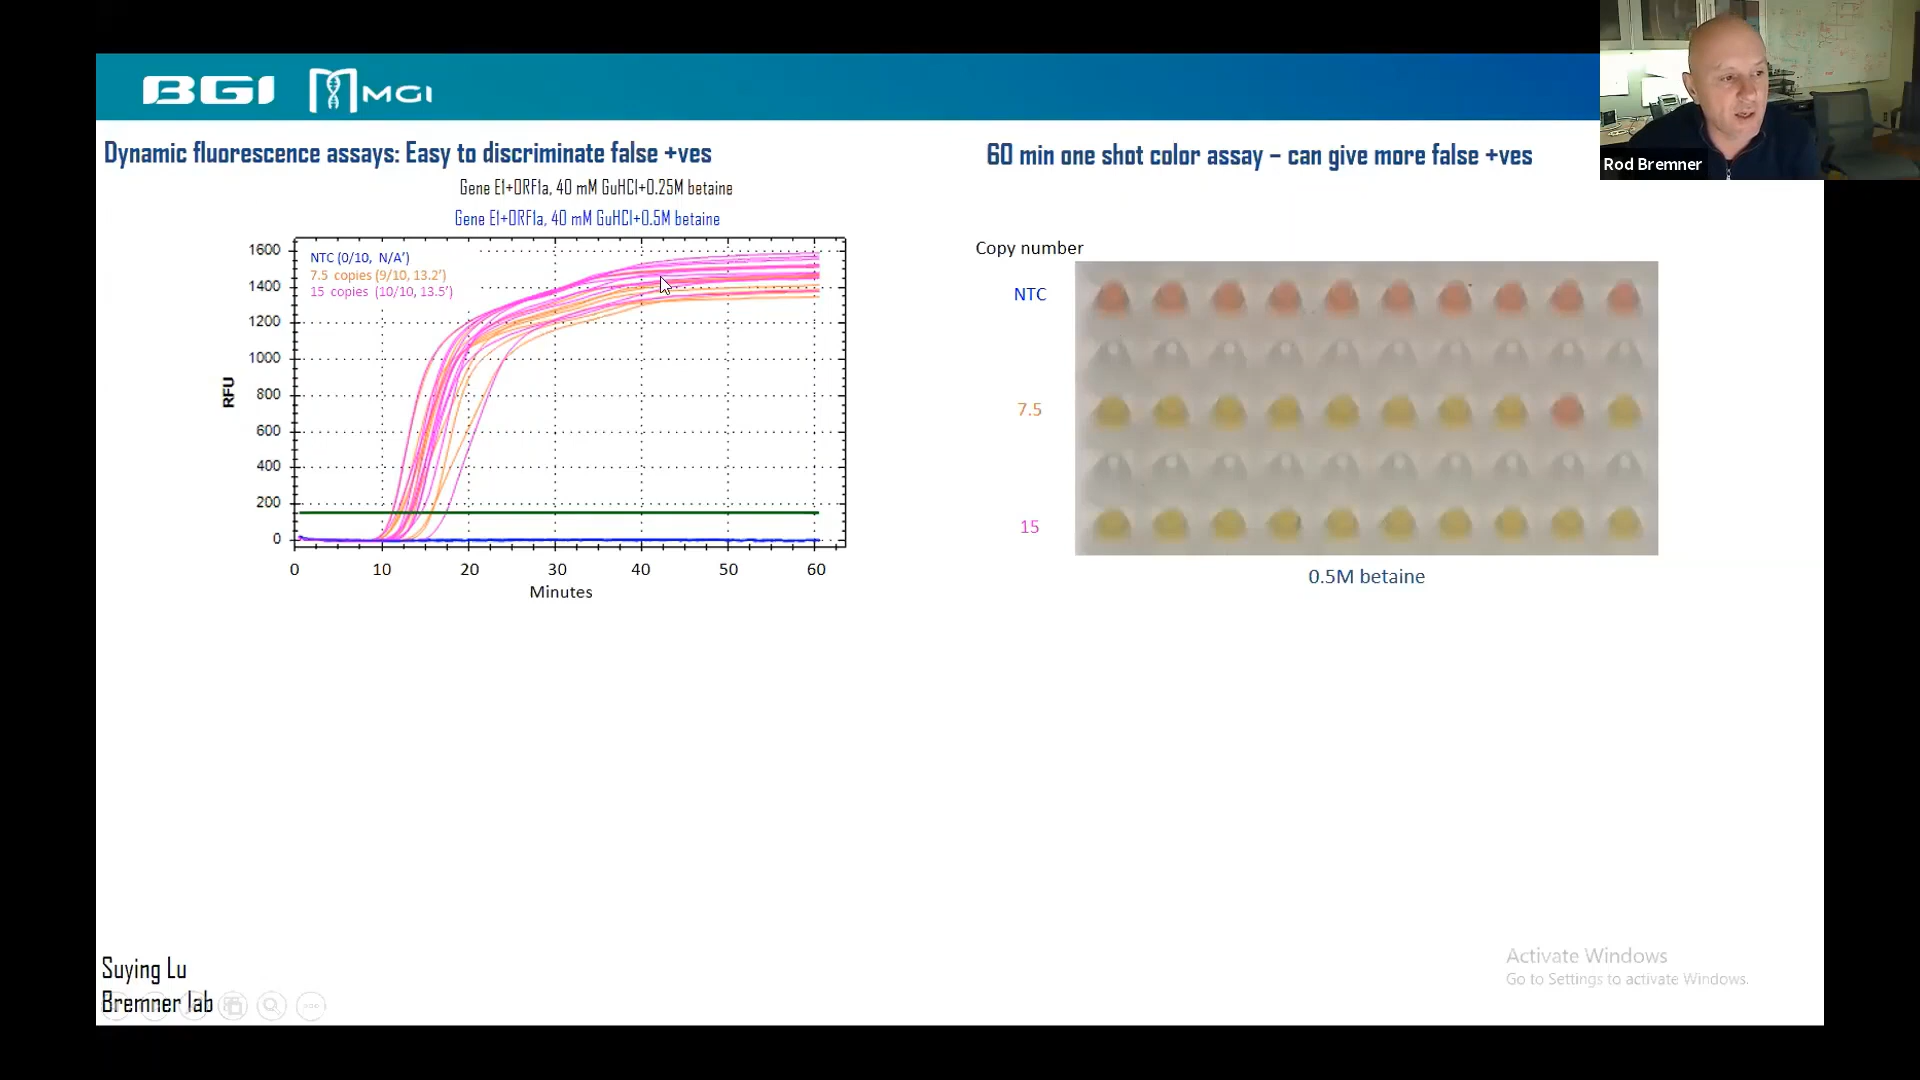 BGI MGI
Rod Bremner
Dynamic fluorescence assays: Easy to discriminate false +ves
60 min one shot color assay – can give more false +ves
Gene E1+ORF1a, 40 mM GuHCl+0.25M betaine
Gene E1+ORF1a, 40 mM GuHCl+0.5M betaine
NTC (0/10, N/A')
7.5 copies (9/10, 13.2')
15 copies (10/10, 13.5')
1600
1400
1200
1000
800
600
400
200
0
RFU
0 10 20 30 40 50 60
Minutes
Copy number
NTC
7.5
15
0.5M betaine
Suying Lu
Bremner lab
Activate Windows
Go to Settings to activate Windows.